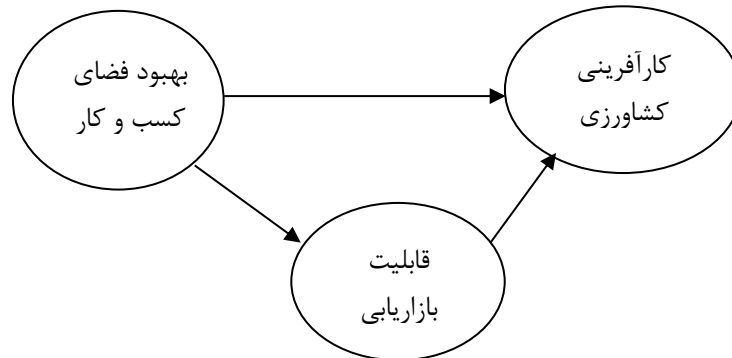 بهبود فضای
کسب و کار
کارآفرینی
کشاورزی
قابلیت
بازاریابی